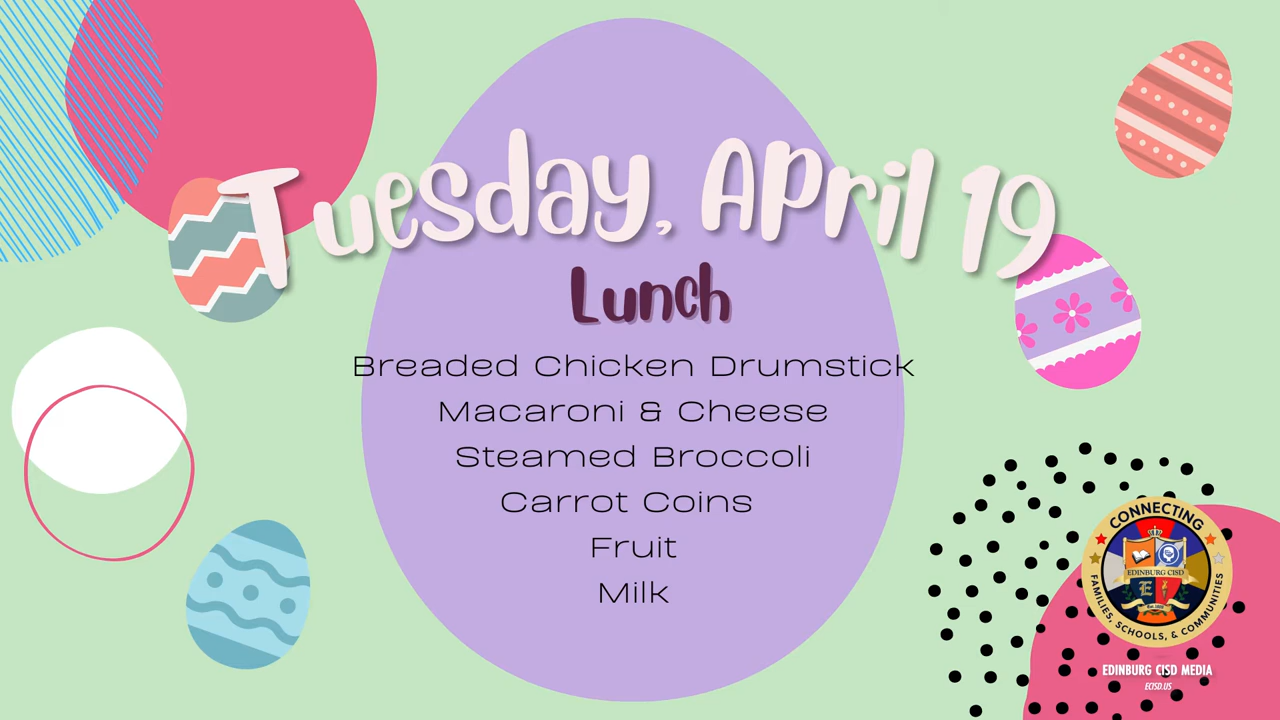 Tuesday, April 19
Lunch
Breaded Chicken Drumstick
Macaroni & Cheese
Steamed Broccoli
Carrot Coins
Fruit
Milk
CONNECTING
EDINBURG CISD
E
FAMILIES, SCHOOLS, & COMMUNITIES
EDINBURG CISD MEDIA
ECISD.US